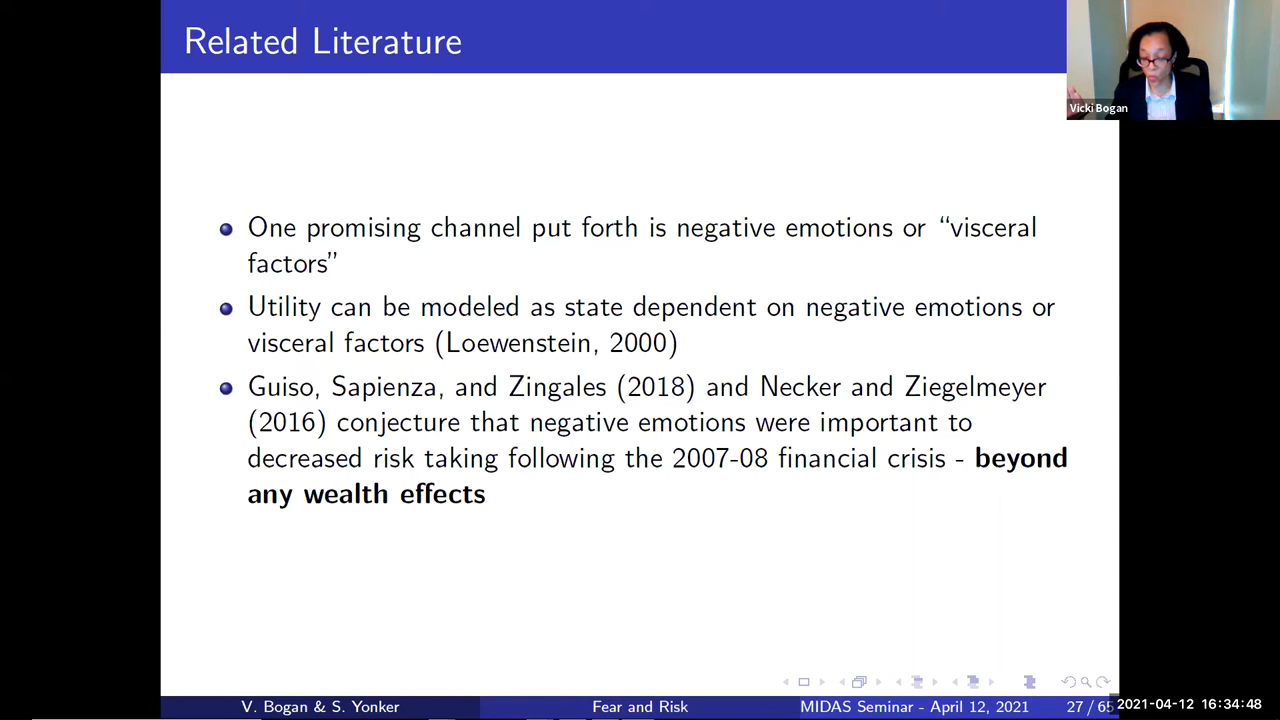 Related Literature
Vicki Bogan
One promising channel put forth is negative emotions or “visceral
factors”
Utility can be modeled as state dependent on negative emotions or
visceral factors (Loewenstein, 2000)
Guiso, Sapienza, and Zingales (2018) and Necker and Ziegelmeyer
(2016) conjecture that negative emotions were important to
decreased risk taking following the 2007-08 financial crisis - beyond
any wealth effects
V. Bogan & S. Yonker Fear and Risk MIDAS Seminar - April 12, 2021 27 / 65 2021-04-12 16:34:48